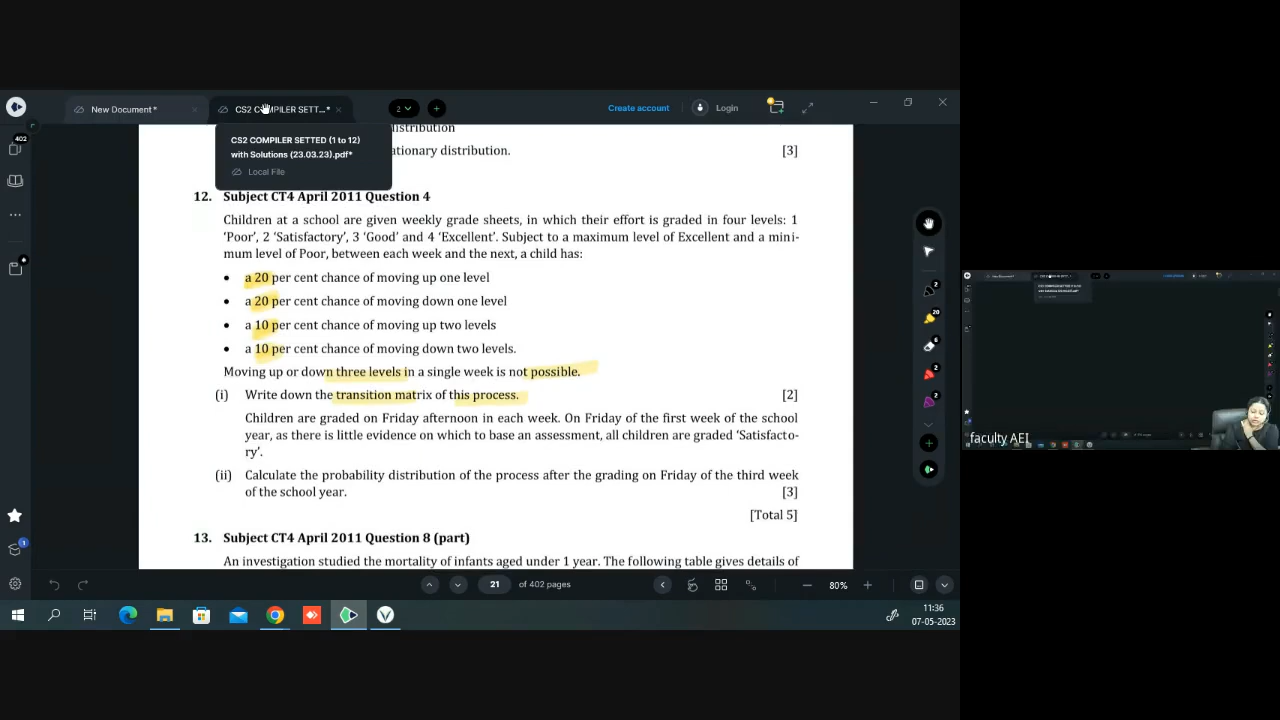 New Document*
CS2 COMPILER SETT...*
2
Create account
Login
402
CS2 COMPILER SETTED (1 to 12)
with Solutions (23.03.23).pdf*
Local File
istribution
ationary distribution. [3]
12. Subject CT4 April 2011 Question 4
Children at a school are given weekly grade sheets, in which their effort is graded in four levels: 1
'Poor', 2 'Satisfactory', 3 'Good' and 4 'Excellent'. Subject to a maximum level of Excellent and a mini-
mum level of Poor, between each week and the next, a child has:
• a 20 per cent chance of moving up one level
• a 20 per cent chance of moving down one level
• a 10 per cent chance of moving up two levels
• a 10 per cent chance of moving down two levels.
Moving up or down three levels in a single week is not possible.
(i) Write down the transition matrix of this process. [2]
Children are graded on Friday afternoon in each week. On Friday of the first week of the school
year, as there is little evidence on which to base an assessment, all children are graded 'Satisfacto-
ry'.
(ii) Calculate the probability distribution of the process after the grading on Friday of the third week
of the school year. [3]
[Total 5]
13. Subject CT4 April 2011 Question 8 (part)
An investigation studied the mortality of infants aged under 1 year. The following table gives details of
2
20
6
2
2
1
21 of 402 pages
80%
11:36
07-05-2023
faculty AEI